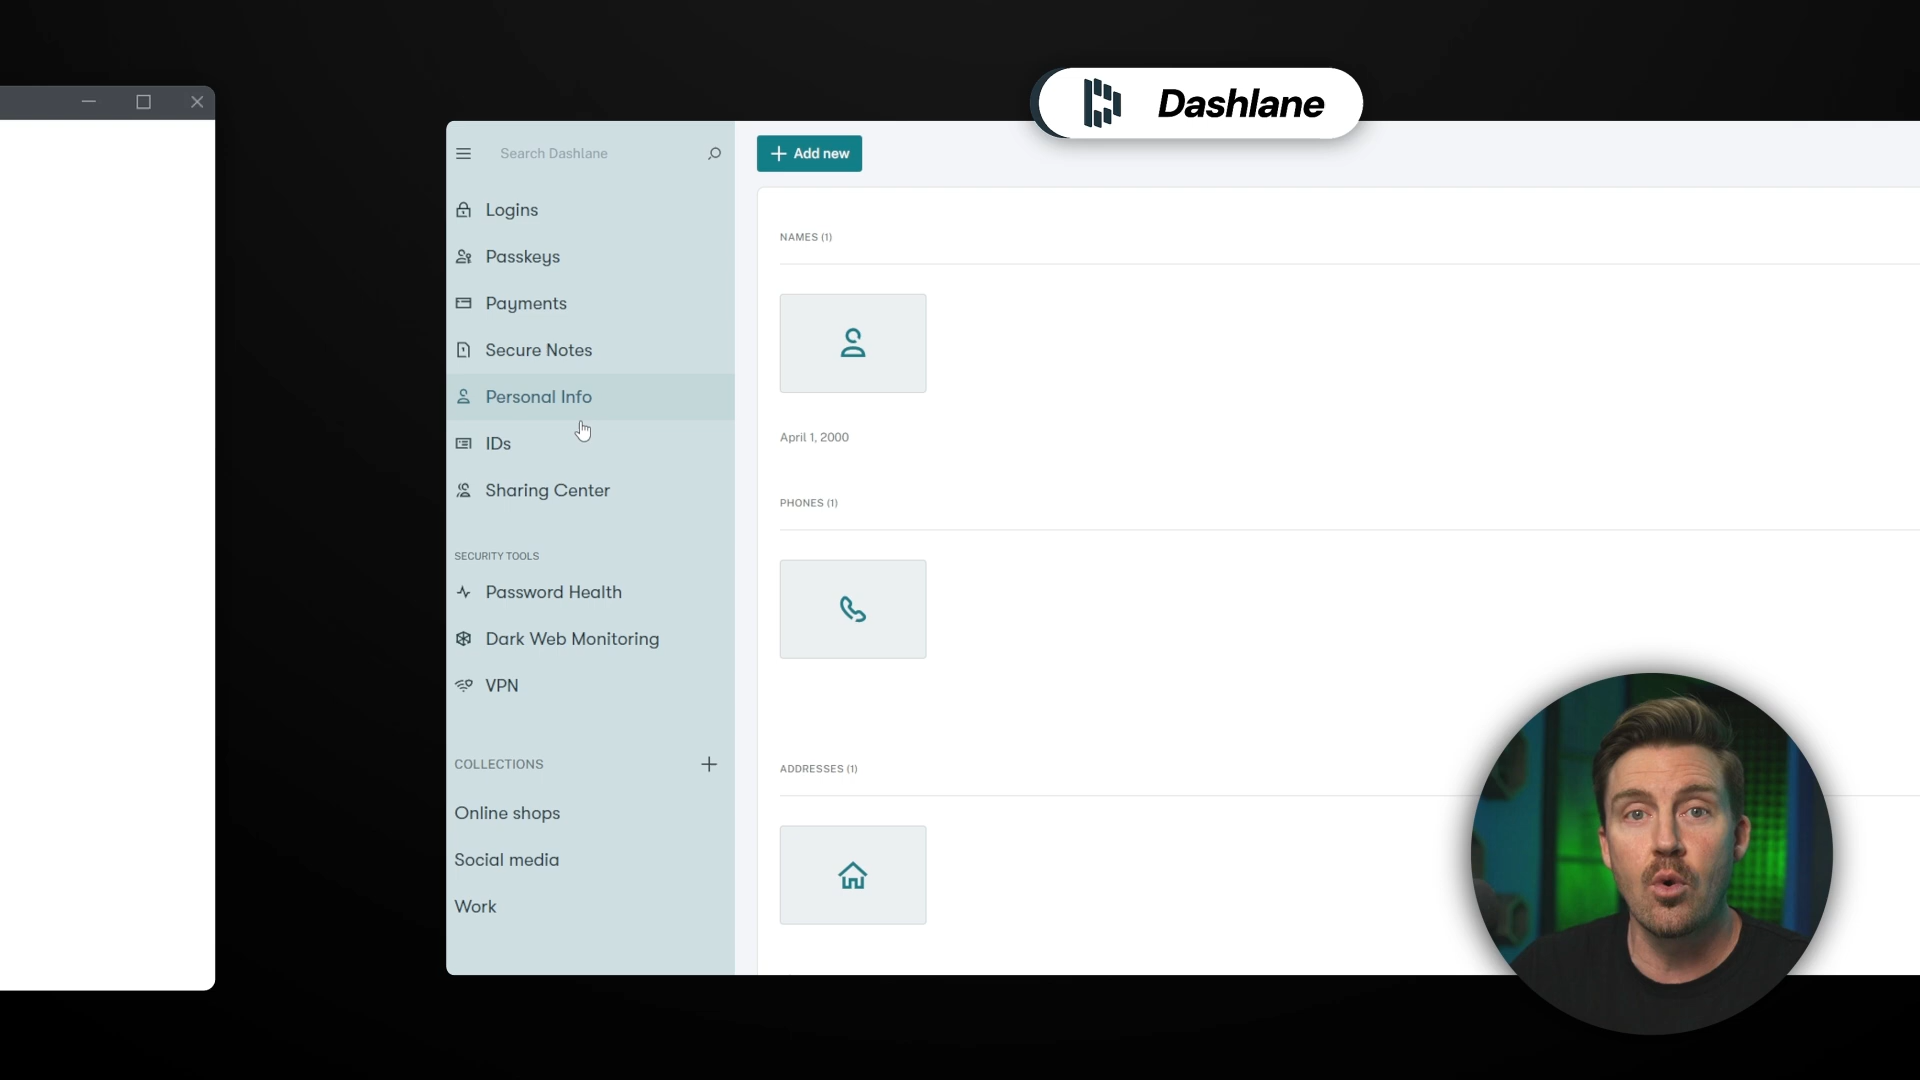 Dashlane
Search Dashlane
Logins
Passkeys
Payments
Secure Notes
Personal Info
IDs
Sharing Center
SECURITY TOOLS
Password Health
Dark Web Monitoring
VPN
COLLECTIONS
Online shops
Social media
Work
Add new
NAMES (1)
April 1, 2000
PHONES (1)
ADDRESSES (1)